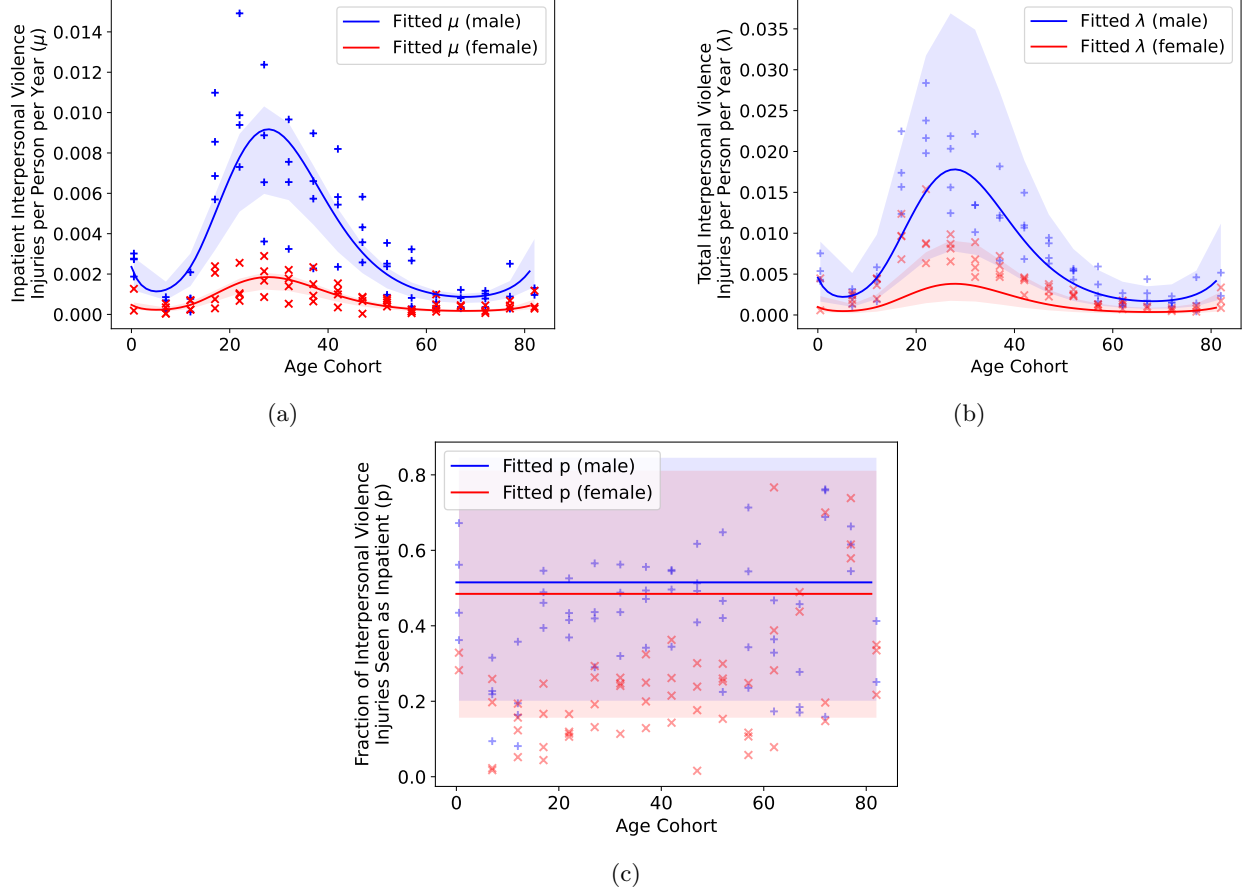 Inpatient Interpersonal Violence
Injuries per Person per Year (μ)
0.014
0.012
0.010
0.008
0.006
0.004
0.002
0.000
Fitted μ (male)
Fitted μ (female)
0 20 40 60 80
Age Cohort
(a)
Total Interpersonal Violence
Injuries per Person per Year (λ)
0.035
0.030
0.025
0.020
0.015
0.010
0.005
0.000
Fitted λ (male)
Fitted λ (female)
0 20 40 60 80
Age Cohort
(b)
Fraction of Interpersonal Violence
Injuries Seen as Inpatient (p)
0.8
0.6
0.4
0.2
0.0
Fitted p (male)
Fitted p (female)
0 20 40 60 80
Age Cohort
(c)